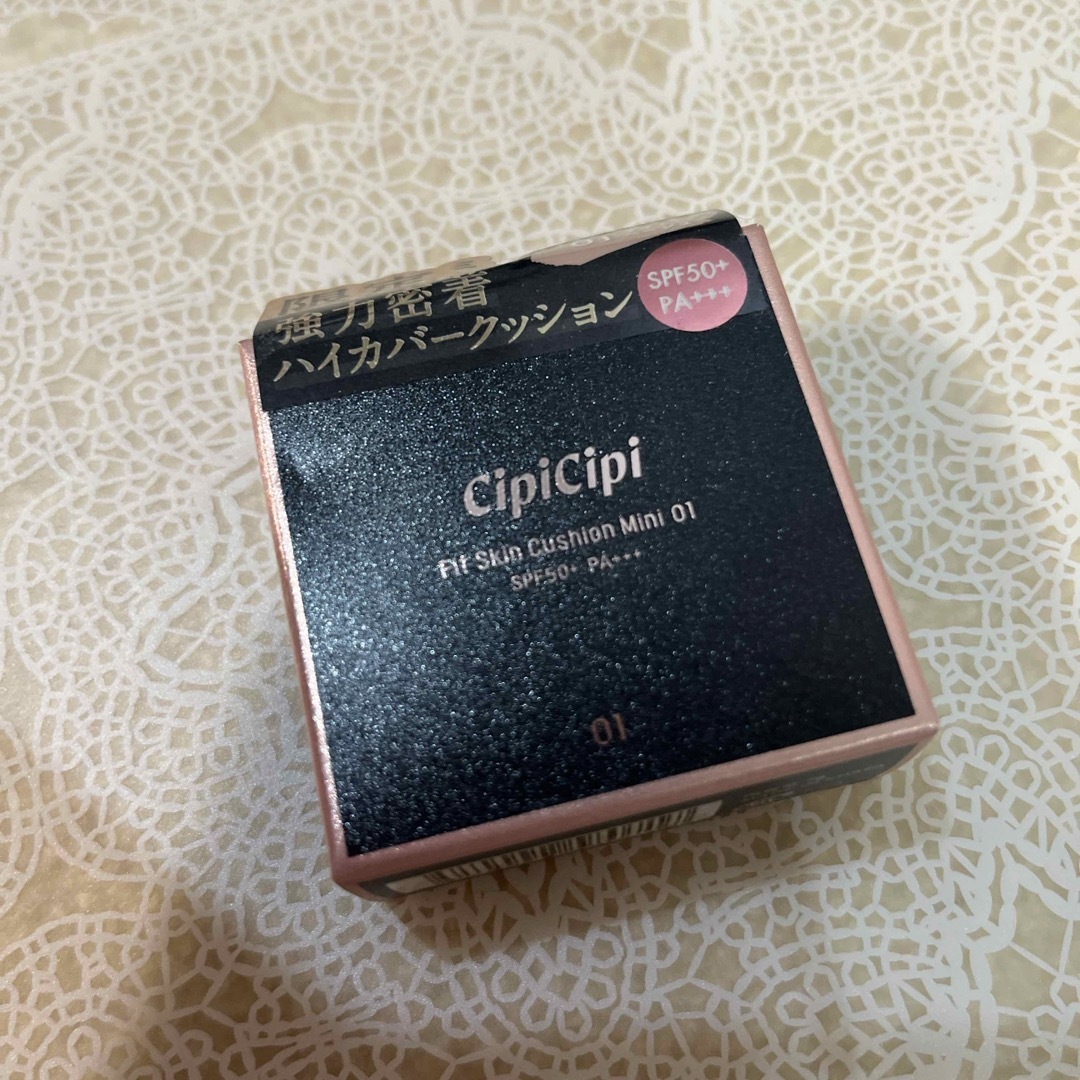 強力密着
ハイカバークッション
SPF50+
PA+++
CipiCipi
Fit Skin Cushion Mini 01
SPF50+ PA+++
01